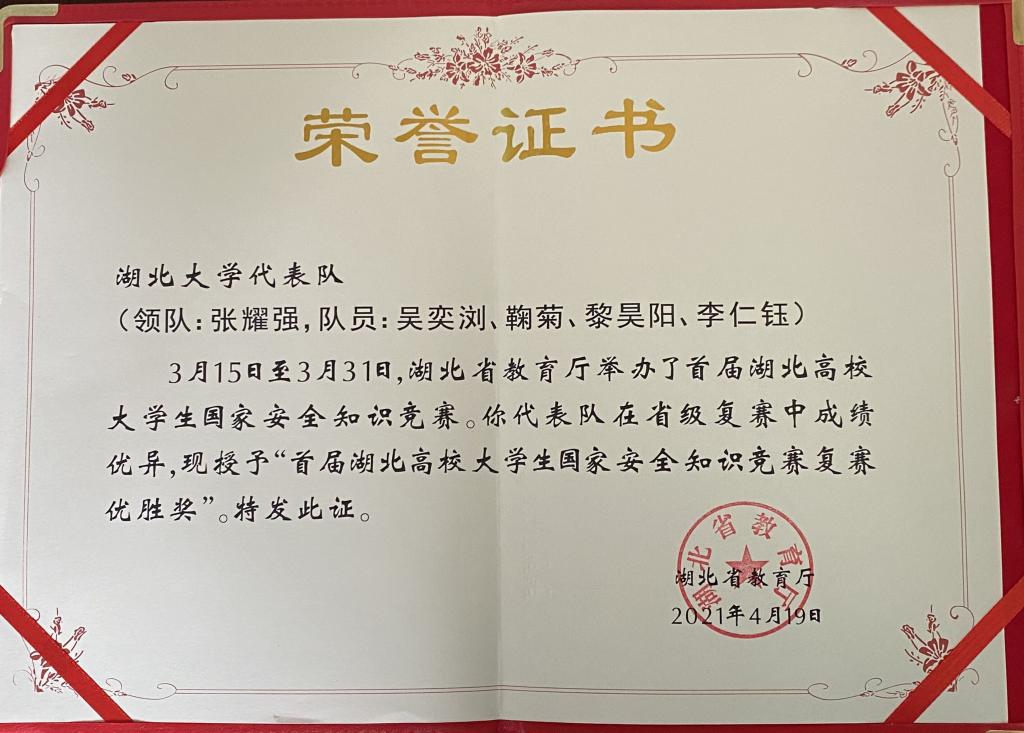 荣誉证书
湖北大学代表队
（领队：张耀强，队员：吴奕浏、鞠菊、黎昊阳、李仁钰）
3月15日至3月31日，湖北省教育厅举办了首届湖北高校
大学生国家安全知识竞赛。你代表队在省级复赛中成绩
优异，现授予“首届湖北高校大学生国家安全知识竞赛复赛
优胜奖”。特发此证。
湖北省教育厅
湖北省教育厅
2021年4月19日